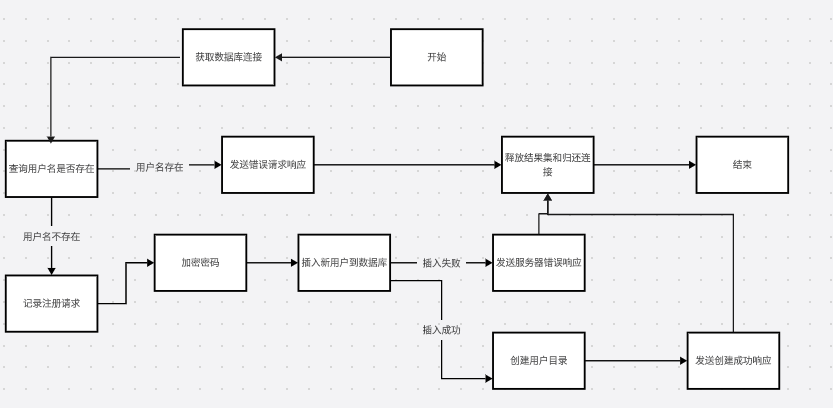 获取数据库连接
开始
查询用户名是否存在
用户名存在
发送错误请求响应
释放结果集和归还连
接
结束
用户名不存在
加密密码
插入新用户到数据库
插入失败
发送服务器错误响应
记录注册请求
插入成功
创建用户目录
发送创建成功响应